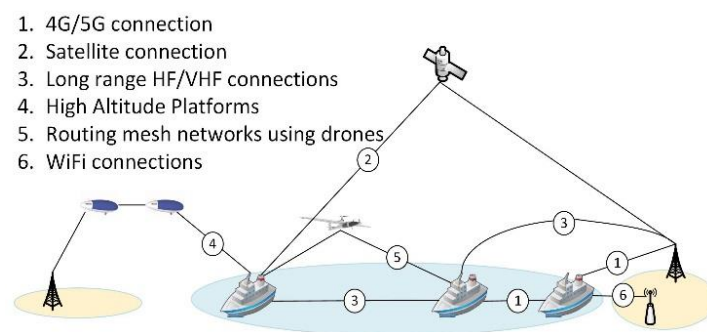 1. 4G/5G connection
2. Satellite connection
3. Long range HF/VHF connections
4. High Altitude Platforms
5. Routing mesh networks using drones
6. WiFi connections
2
3
4
5
1
6
3
1